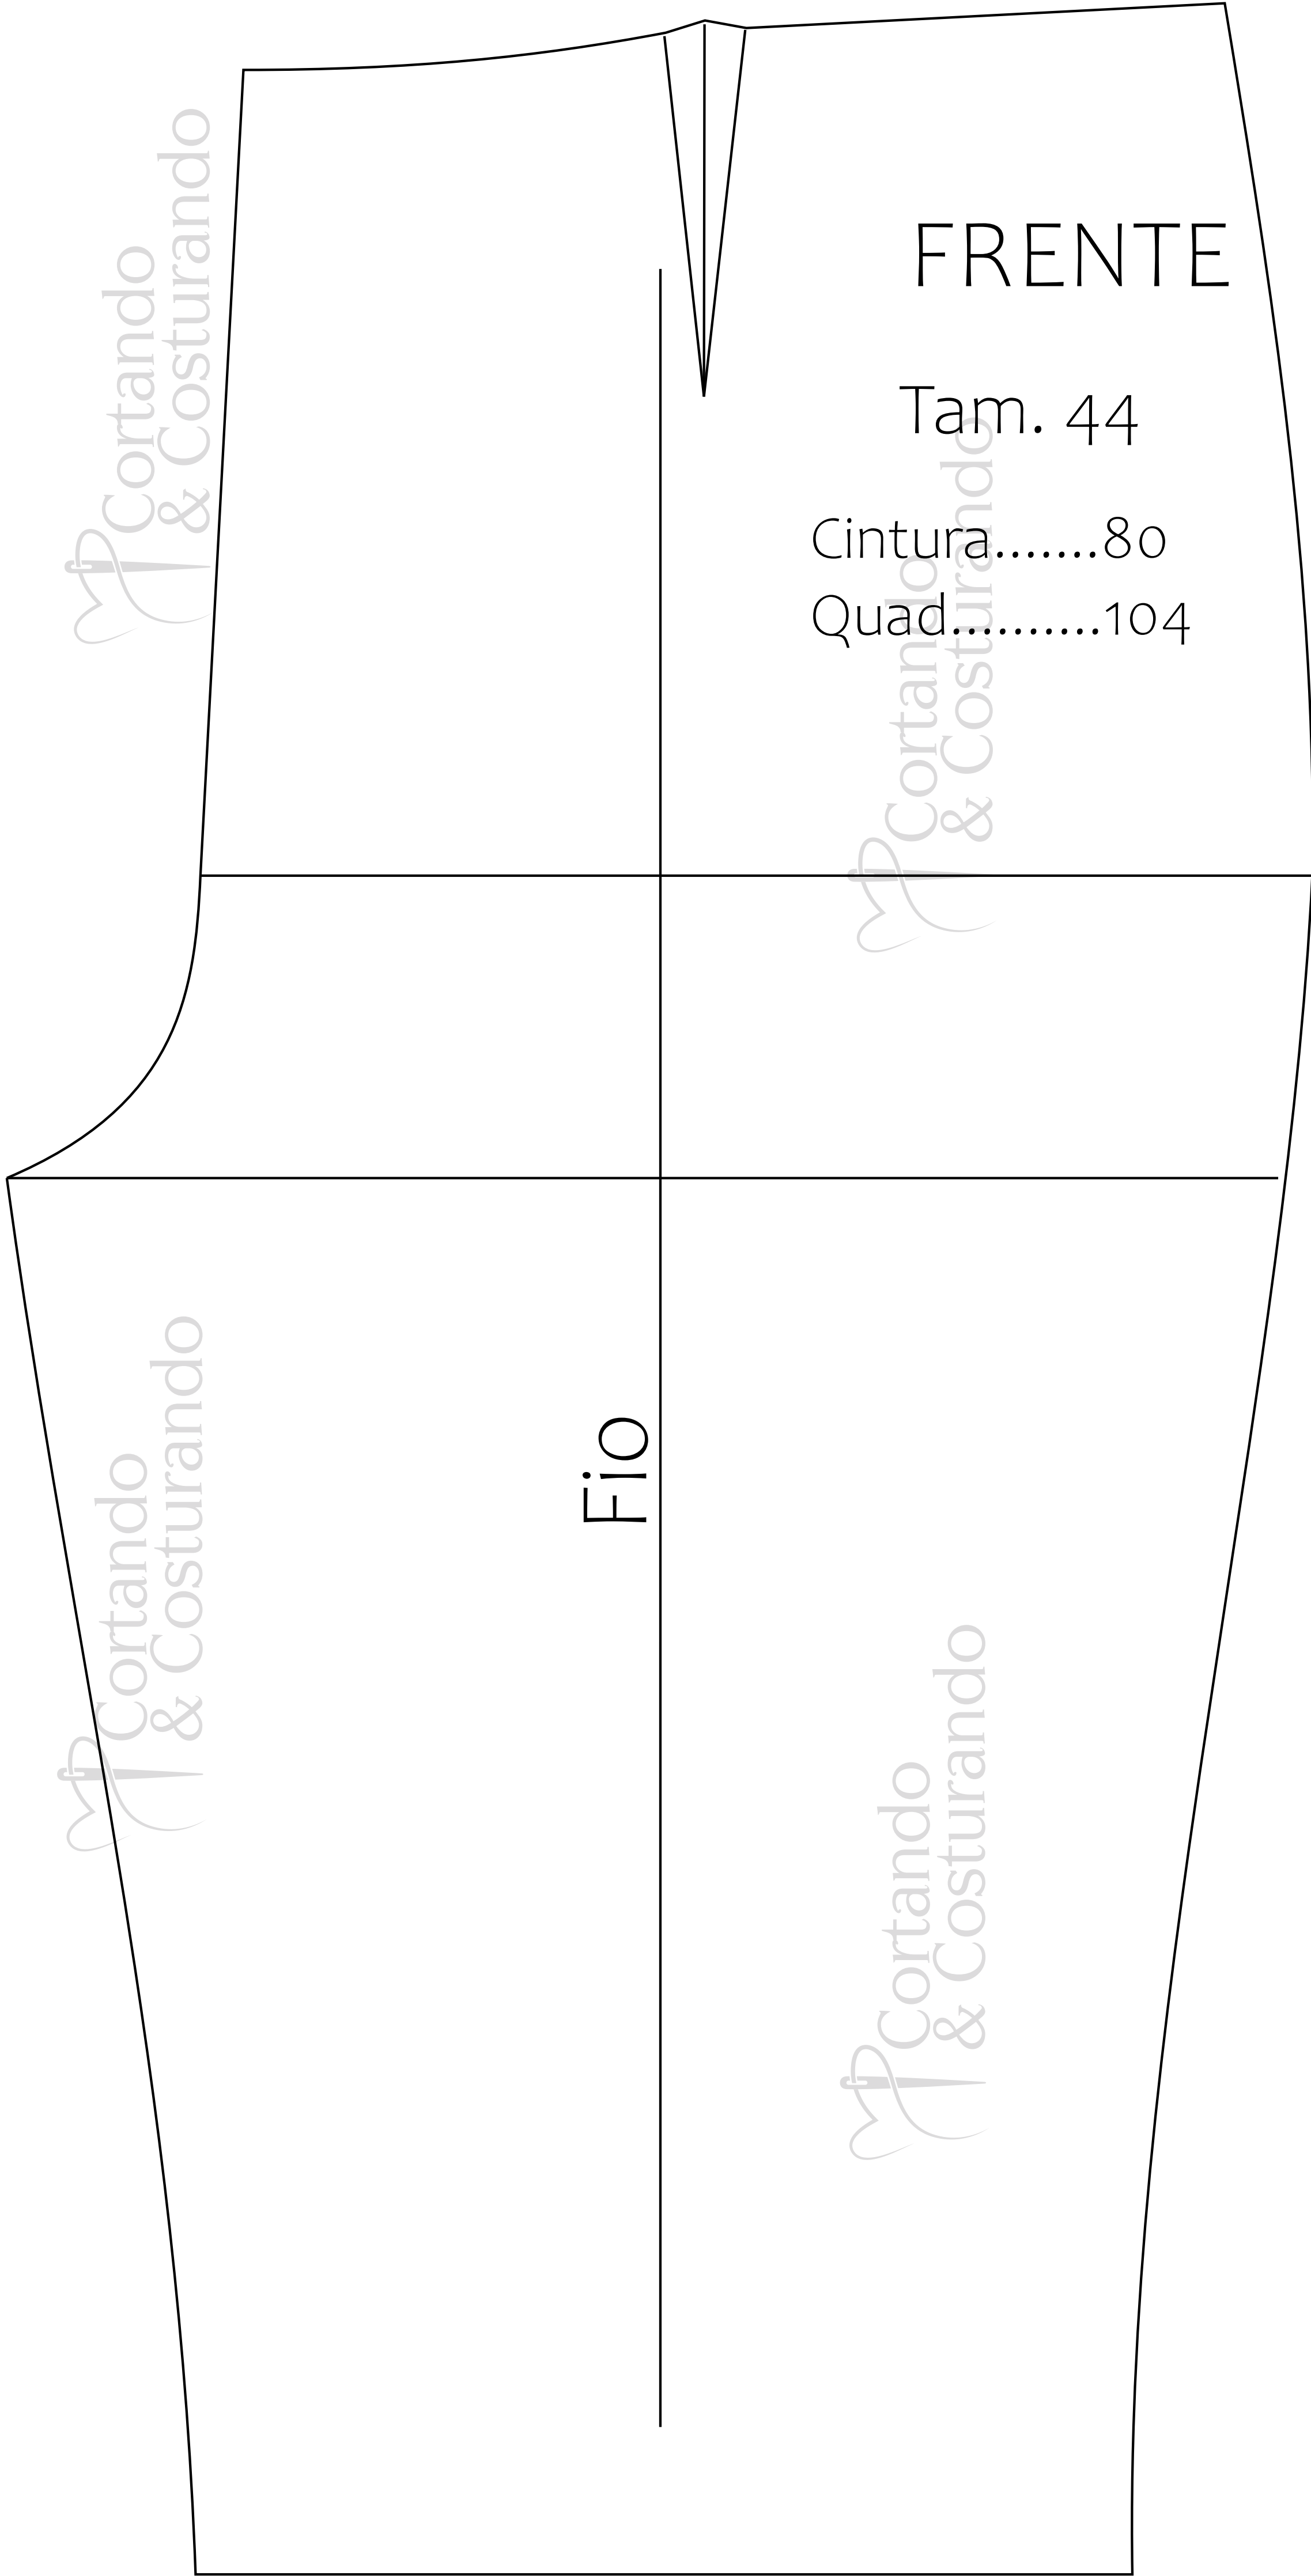 FRENTE
Tam. 44
Cintura.......80
Quad..........104
Fio
Cortando
& Costurando
Cortando
& Costurando
Cortando
& Costurando
Cortando
& Costurando